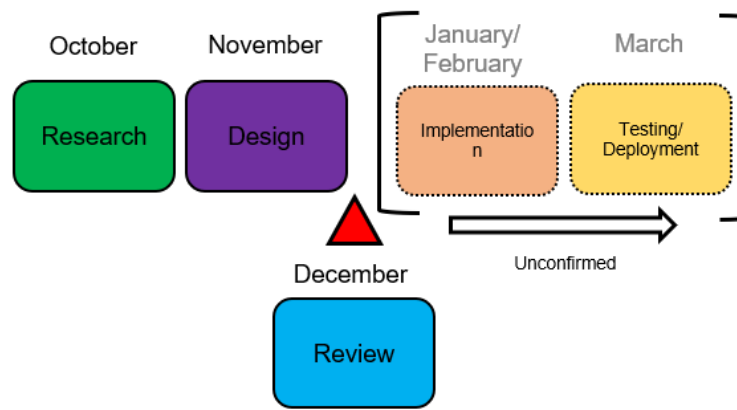 October
November
January/
February
March
Research
Design
Implementatio
n
Testing/
Deployment
Unconfirmed
December
Review